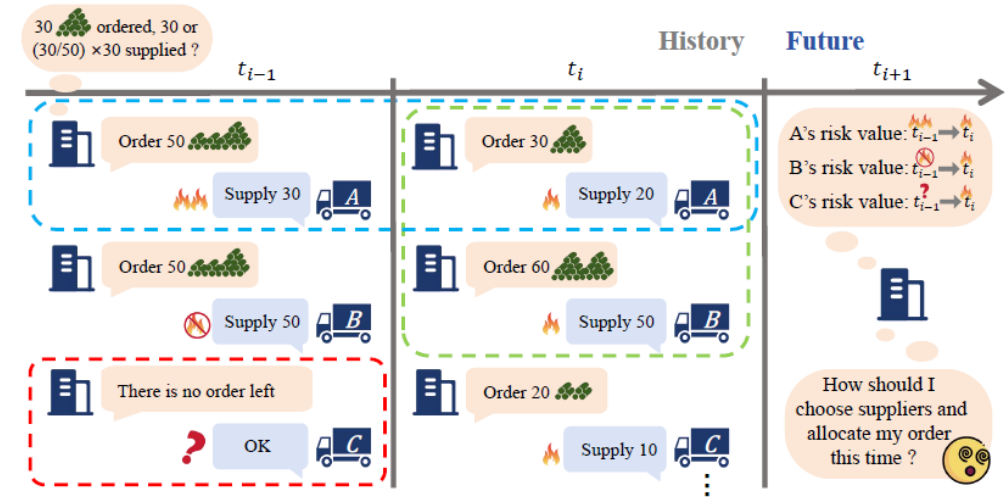 30 ordered, 30 or
(30/50) ×30 supplied ?
History
Future
t_{i-1}
t_i
t_{i+1}
Order 50
Supply 30
A
Order 30
Supply 20
A
Order 50
Supply 50
B
Order 60
Supply 50
B
There is no order left
OK
?
C
Order 20
Supply 10
C
⋮
A's risk value: t_{i-1} → t_i
B's risk value: t_{i-1} → t_i
C's risk value: t_{i-1} ? → t_i
How should I
choose suppliers and
allocate my order
this time ?